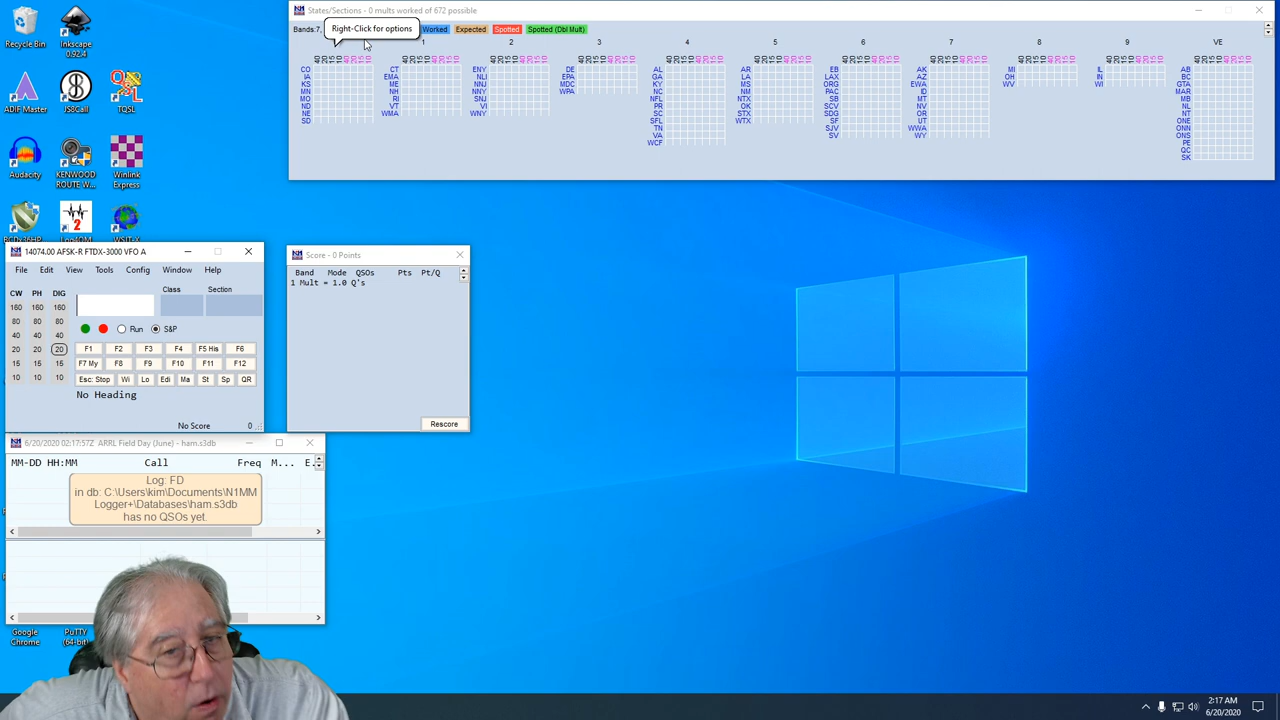 Recycle Bin
Inkscape
0.92.4
ADIF Master
JS8Call
TQSL
Audacity
KENWOOD
ROUTE W...
Winlink
Express
States/Sections - 0 mults worked of 672 possible
Bands:7,
Right-Click for options
Worked
Expected
Spotted
Spotted (Dbl Mult)
1 2 3 4 5 6 7 8 9 VE
40 20 15 10 40 20 15 10
CO
IA
KS
MN
MO
ND
NE
SD
CT
EMA
ME
NH
RI
VT
WMA
ENY
NLI
NNJ
NNY
SNJ
VI
WNY
DE
EPA
MDC
WPA
AL
GA
KY
NC
NFL
PR
SC
SFL
TN
VA
WCF
AR
LA
MS
NM
NTX
OK
STX
WTX
EB
LAX
ORG
PAC
SB
SCV
SDG
SF
SJV
SV
AK
AZ
EWA
ID
MT
NV
OR
UT
WWA
WY
MI
OH
WV
IL
IN
WI
AB
BC
GTA
MAR
MB
NL
NT
ONE
ONN
ONS
PE
QC
SK
14074.00 AFSK-R FTDX-3000 VFO A
File Edit View Tools Config Window Help
CW PH DIG
Class Section
160 160 160
80 80 80
40 40 40
20 20 20
15 15 15
10 10 10
Run S&P
F1 F2 F3 F4 F5 His F6
F7 My F8 F9 F10 F11 F12
Esc: Stop Wi Lo Edi Ma St Sp QR
No Heading
No Score 0
Score - 0 Points
Band Mode QSOs Pts Pt/Q
1 Mult = 1.0 Q's
Rescore
6/20/2020 02:17:57Z ARRL Field Day (June) - ham.s3db
MM-DD HH:MM Call Freq M... E.
Log: FD
in db: C:\Users\kim\Documents\N1MM
Logger+\Databases\ham.s3db
has no QSOs yet.
Google
Chrome
PuTTY
(64-bit)
2:17 AM
6/20/2020